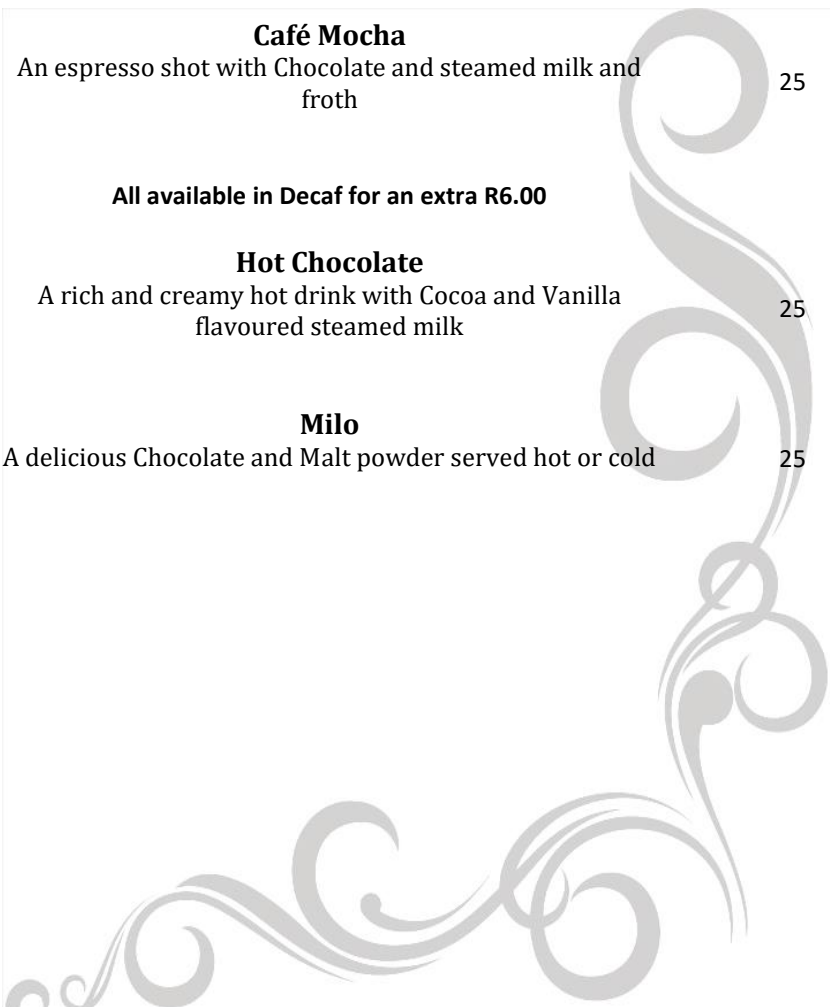 Café Mocha
An espresso shot with Chocolate and steamed milk and
froth
25
All available in Decaf for an extra R6.00
Hot Chocolate
A rich and creamy hot drink with Cocoa and Vanilla
flavoured steamed milk
25
Milo
A delicious Chocolate and Malt powder served hot or cold
25